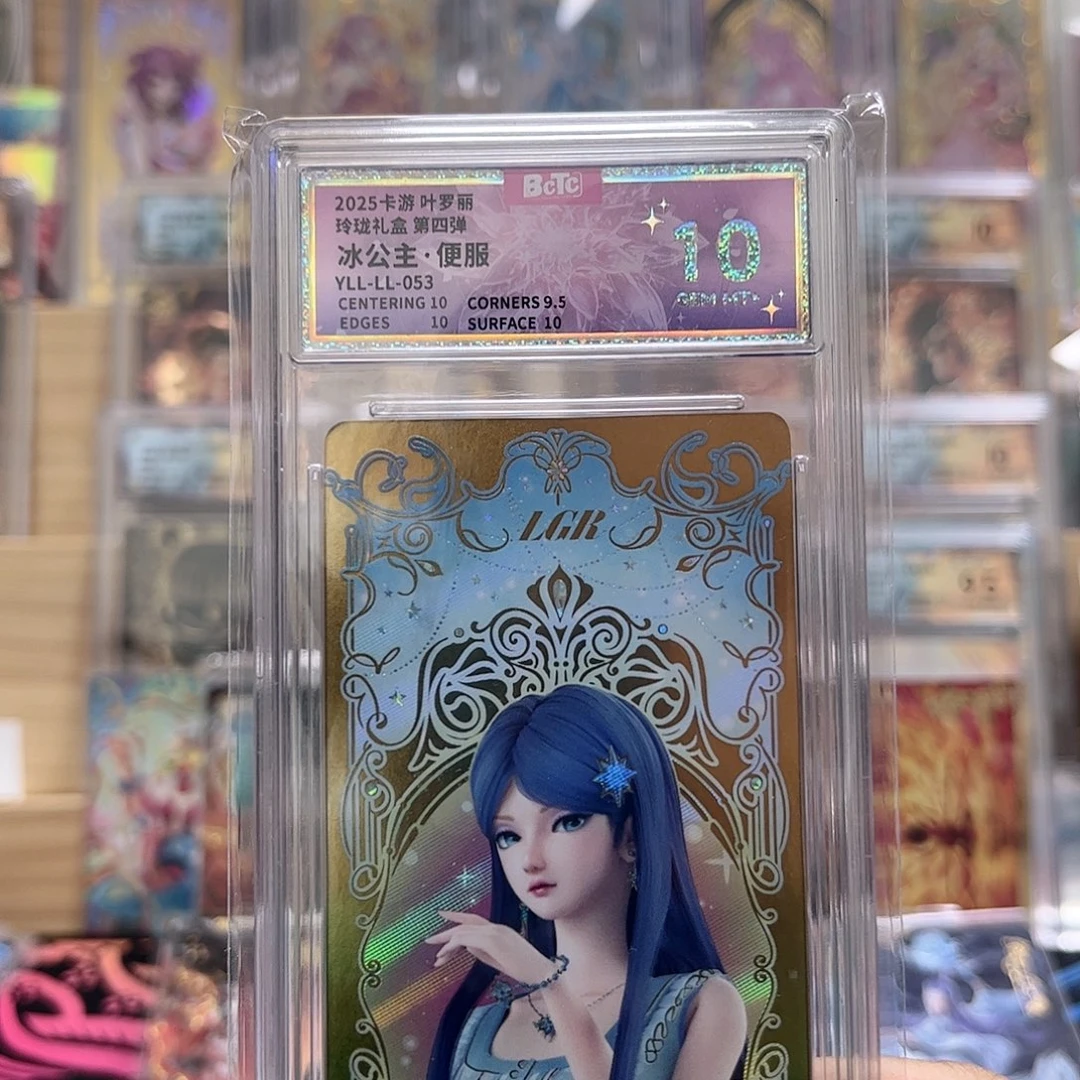 BCTC
2025卡游 叶罗丽
玲珑礼盒 第四弹
冰公主·便服
YLL-LL-053
CENTERING 10 CORNERS 9.5
EDGES 10 SURFACE 10
10
GEM MT
LGR